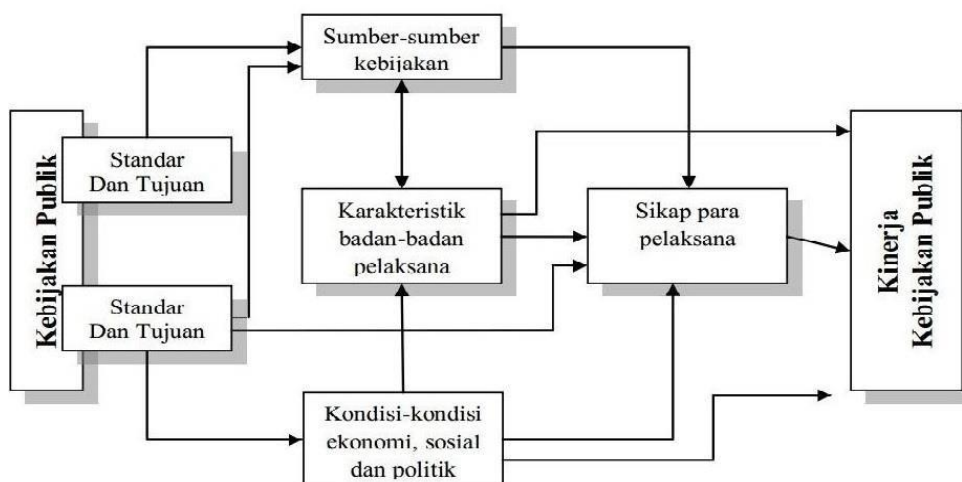 Sumber-sumber
kebijakan
Kebijakan Publik
Standar
Dan Tujuan
Karakteristik
badan-badan
pelaksana
Sikap para
pelaksana
Kinerja
Kebijakan Publik
Standar
Dan Tujuan
Kondisi-kondisi
ekonomi, sosial
dan politik